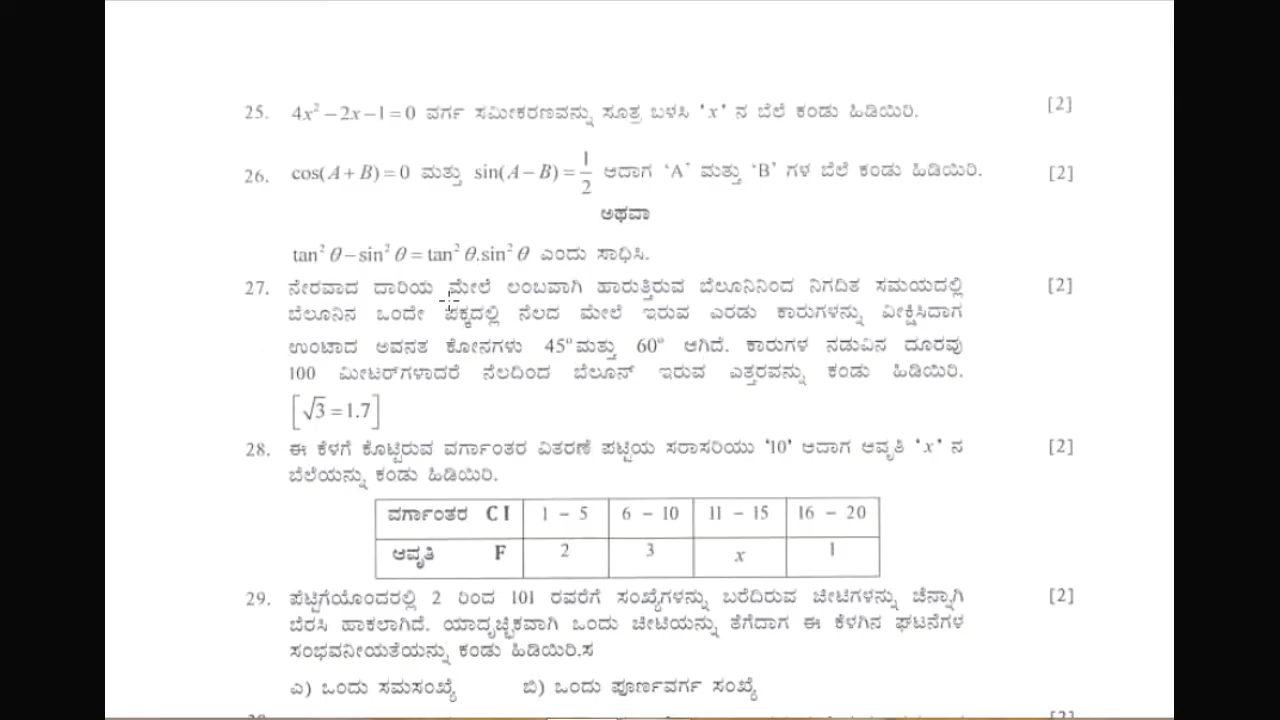 25. 4x² – 2x – 1 = 0 ವರ್ಗ ಸಮೀಕರಣವನ್ನು ಸೂತ್ರ ಬಳಸಿ ‘x’ ನ ಬೆಲೆ ಕಂಡು ಹಿಡಿಯಿರಿ. [2]
26. cos(A + B) = 0 ಮತ್ತು sin(A – B) = 1/2 ಆದಾಗ ‘A’ ಮತ್ತು ‘B’ ಗಳ ಬೆಲೆ ಕಂಡು ಹಿಡಿಯಿರಿ. [2]
ಅಥವಾ
tan² θ – sin² θ = tan² θ.sin² θ ಎಂದು ಸಾಧಿಸಿ.
27. ನೇರವಾದ ದಾರಿಯ ಮೇಲೆ ಲಂಬವಾಗಿ ಹಾರುತ್ತಿರುವ ಬೆಲೂನಿನಿಂದ ನಿಗದಿತ ಸಮಯದಲ್ಲಿ [2]
ಬೆಲೂನಿನ ಒಂದೇ ಪಕ್ಕದಲ್ಲಿ ನೆಲದ ಮೇಲೆ ಇರುವ ಎರಡು ಕಾರುಗಳನ್ನು ವೀಕ್ಷಿಸಿದಾಗ
ಉಂಟಾದ ಅವನತ ಕೋನಗಳು 45° ಮತ್ತು 60° ಆಗಿದೆ. ಕಾರುಗಳ ನಡುವಿನ ದೂರವು
100 ಮೀಟರ್‌ಗಳಾದರೆ ನೆಲದಿಂದ ಬೆಲೂನ್ ಇರುವ ಎತ್ತರವನ್ನು ಕಂಡು ಹಿಡಿಯಿರಿ.
[√3 = 1.7]
28. ಈ ಕೆಳಗೆ ಕೊಟ್ಟಿರುವ ವರ್ಗಾಂತರ ವಿತರಣೆ ಪಟ್ಟಿಯ ಸರಾಸರಿಯು ‘10’ ಆದಾಗ ಆವೃತಿ ‘x’ ನ [2]
ಬೆಲೆಯನ್ನು ಕಂಡು ಹಿಡಿಯಿರಿ.
ವರ್ಗಾಂತರ C I 1 – 5 6 – 10 11 – 15 16 – 20
ಆವೃತಿ F 2 3 x 1
29. ಪೆಟ್ಟಿಗೆಯೊಂದರಲ್ಲಿ 2 ರಿಂದ 101 ರವರೆಗೆ ಸಂಖ್ಯೆಗಳನ್ನು ಬರೆದಿರುವ ಚೀಟಿಗಳನ್ನು ಚೆನ್ನಾಗಿ [2]
ಬೆರಸಿ ಹಾಕಲಾಗಿದೆ. ಯಾದೃಚ್ಛಿಕವಾಗಿ ಒಂದು ಚೀಟಿಯನ್ನು ತೆಗೆದಾಗ ಈ ಕೆಳಗಿನ ಘಟನೆಗಳ
ಸಂಭವನೀಯತೆಯನ್ನು ಕಂಡು ಹಿಡಿಯಿರಿ.ಸ
ಎ) ಒಂದು ಸಮಸಂಖ್ಯೆ ಬಿ) ಒಂದು ಪೂರ್ಣವರ್ಗ ಸಂಖ್ಯೆ